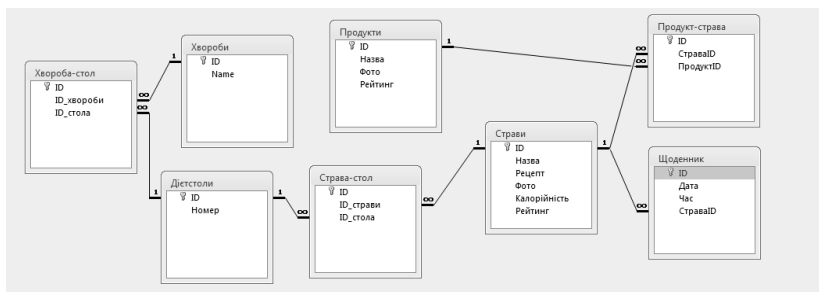 Хвороба-стол
ID
ID_хвороби
ID_стола
Хвороби
ID
Name
Дієтстоли
ID
Номер
Страва-стол
ID
ID_страви
ID_стола
Продукти
ID
Назва
Фото
Рейтинг
Страви
ID
Назва
Рецепт
Фото
Калорійність
Рейтинг
Продукт-страва
ID
СтраваID
ПродуктID
Щоденник
ID
Дата
Час
СтраваID
1
∞
∞
1
1
∞
∞
1
1
∞
∞
1
∞